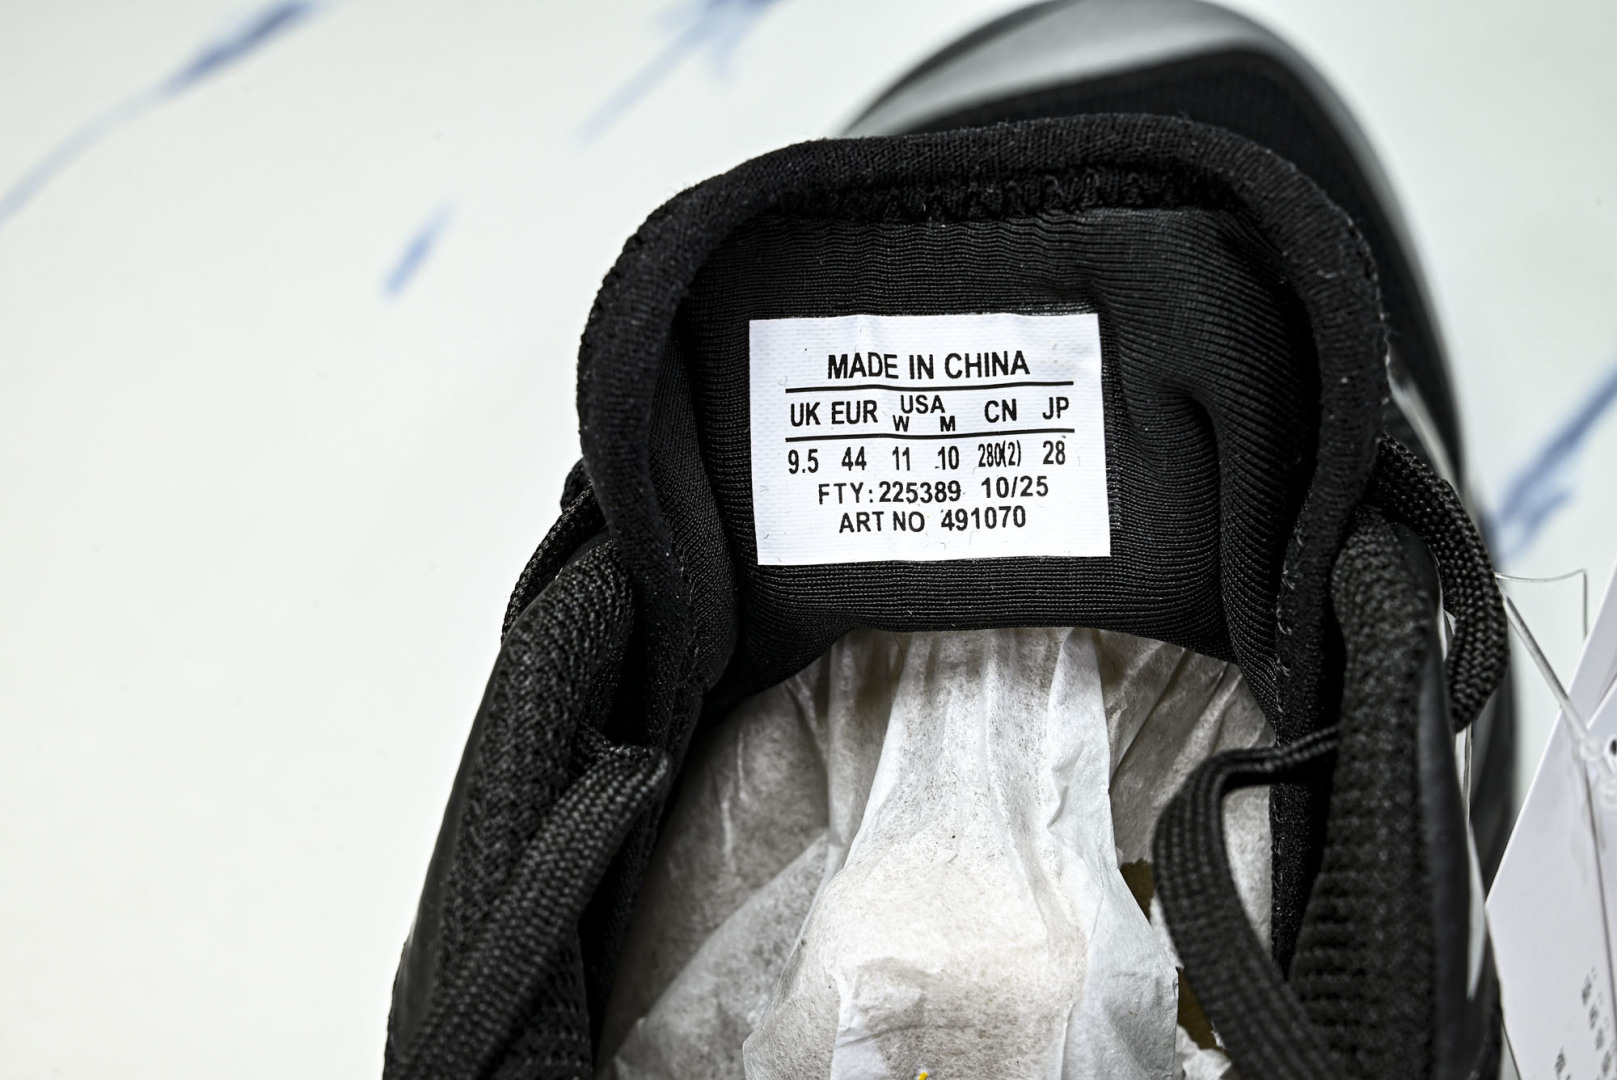 MADE IN CHINA
UK EUR USA W M CN JP
9.5 44 11 10 280(2) 28
FTY:225389 10/25
ART NO 491070